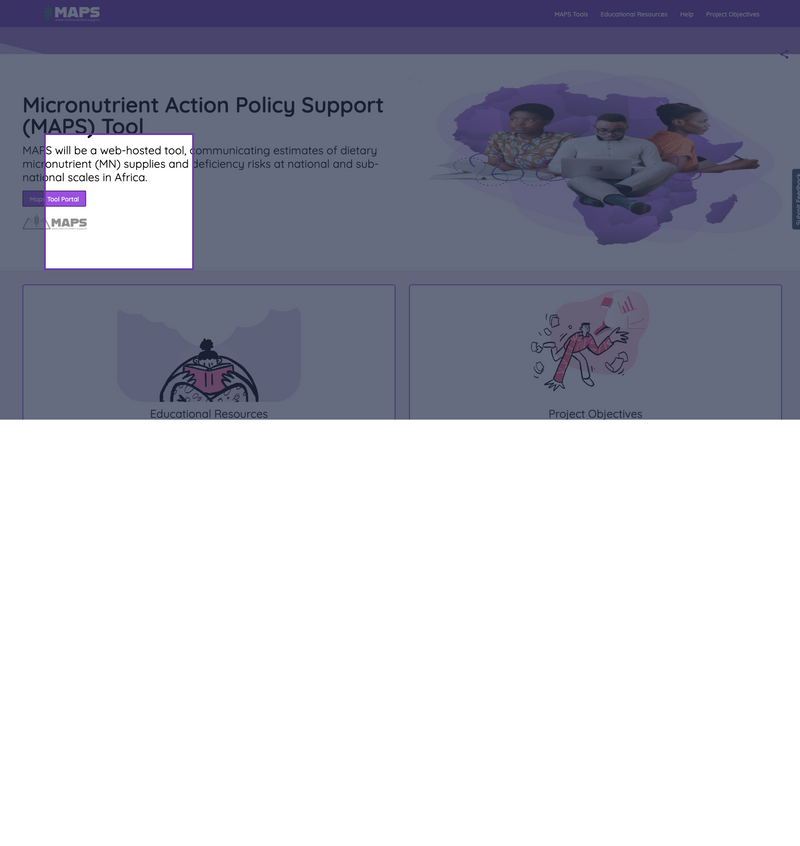 MAPS
MAPS Tools
Educational Resources
Help
Project Objectives
Micronutrient Action Policy Support
(MAPS) Tool
MAPS will be a web-hosted tool, communicating estimates of dietary
micronutrient (MN) supplies and deficiency risks at national and sub-
national scales in Africa.
Maps Tool Portal
MAPS
Submit Feedback
Educational Resources
Project Objectives